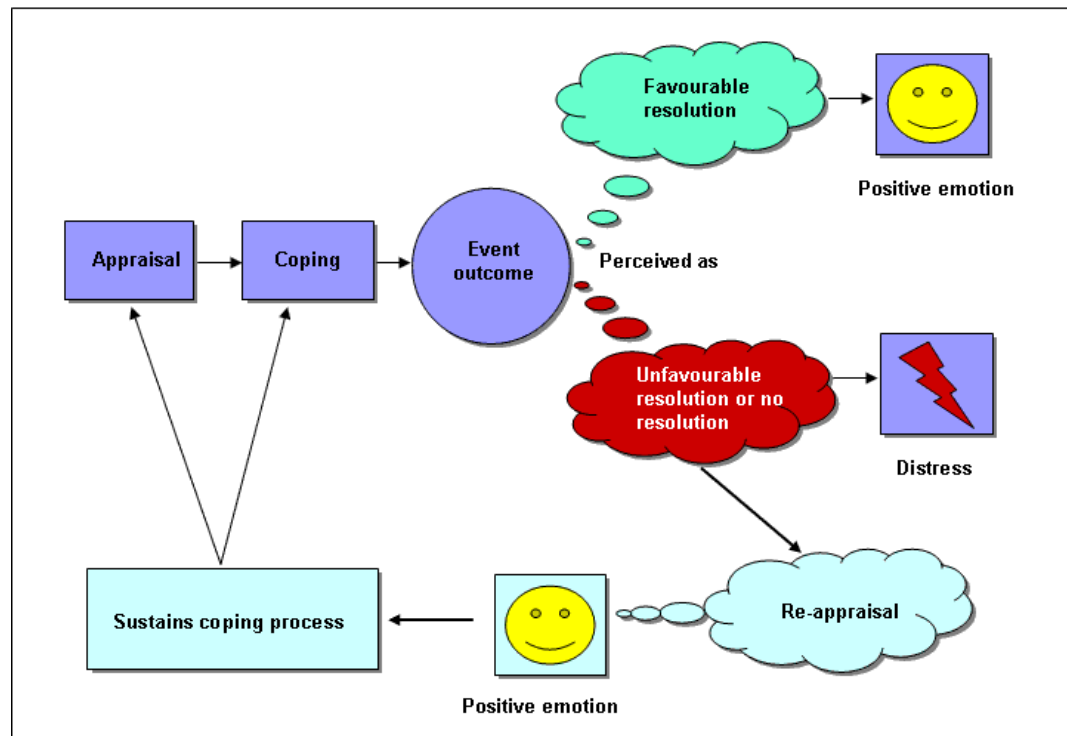 Favourable
resolution
Positive emotion
Appraisal
Coping
Event
outcome
Perceived as
Unfavourable
resolution or no
resolution
Distress
Re-appraisal
Positive emotion
Sustains coping process